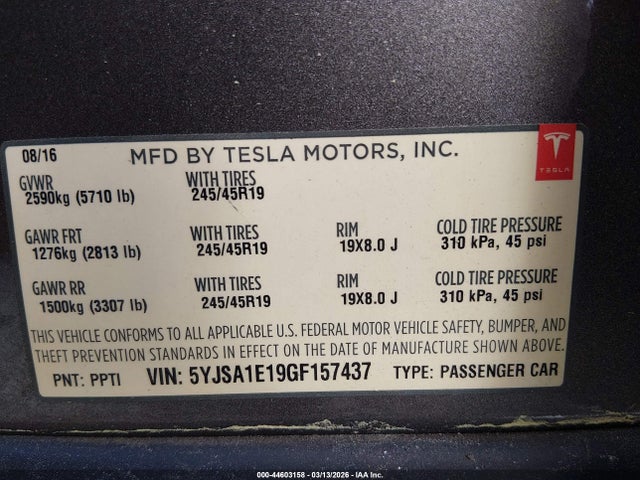 08/16 MFD BY TESLA MOTORS, INC.
TESLA
GVWR WITH TIRES
2590kg (5710 lb) 245/45R19
GAWR FRT WITH TIRES RIM COLD TIRE PRESSURE
1276kg (2813 lb) 245/45R19 19X8.0 J 310 kPa, 45 psi
GAWR RR WITH TIRES RIM COLD TIRE PRESSURE
1500kg (3307 lb) 245/45R19 19X8.0 J 310 kPa, 45 psi
THIS VEHICLE CONFORMS TO ALL APPLICABLE U.S. FEDERAL MOTOR VEHICLE SAFETY, BUMPER, AND
THEFT PREVENTION STANDARDS IN EFFECT ON THE DATE OF MANUFACTURE SHOWN ABOVE.
PNT: PPTI VIN: 5YJSA1E19GF157437 TYPE: PASSENGER CAR
000-44603158 - 03/13/2026 - IAA Inc.